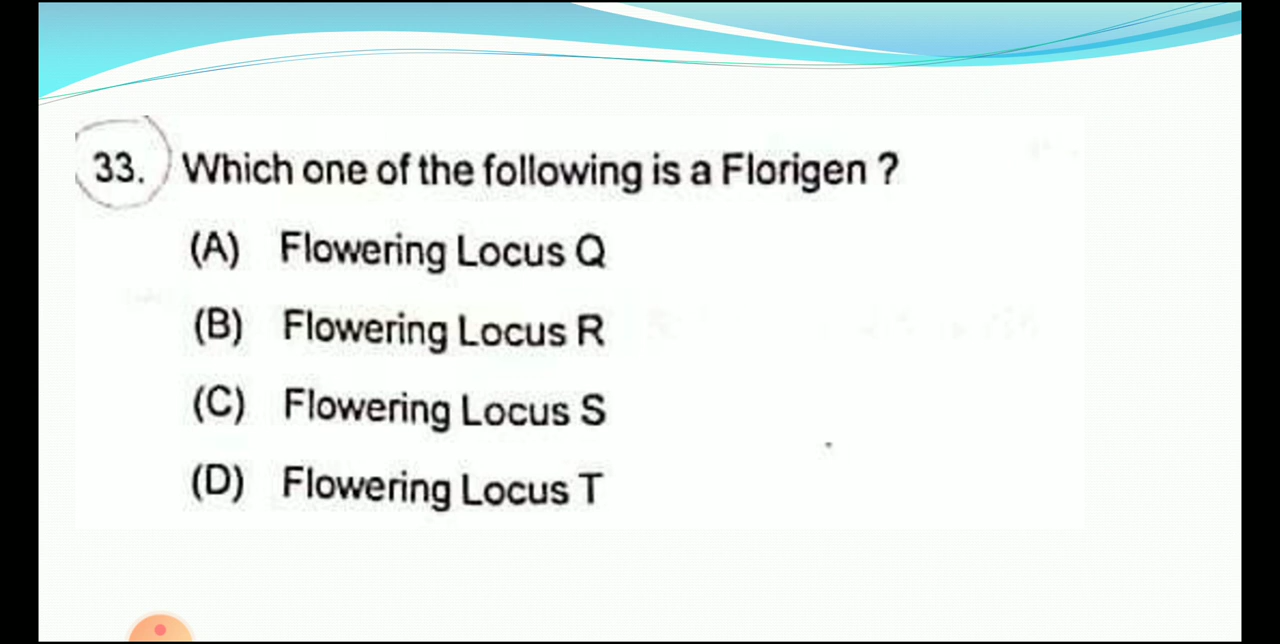 33. Which one of the following is a Florigen ?
(A) Flowering Locus Q
(B) Flowering Locus R
(C) Flowering Locus S
(D) Flowering Locus T